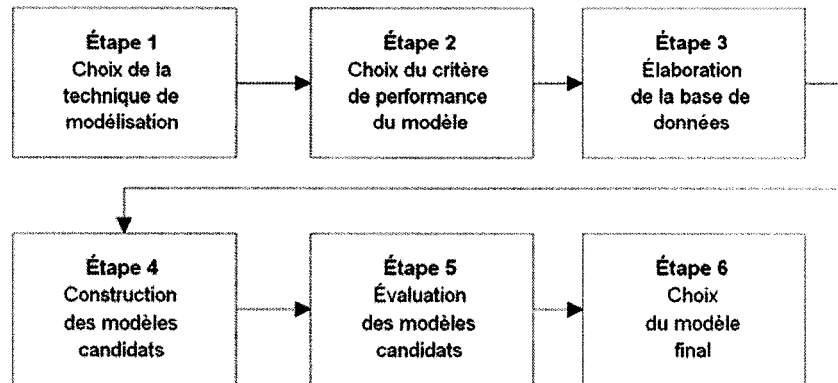 Étape 1
Choix de la
technique de
modélisation
Étape 2
Choix du critère
de performance
du modèle
Étape 3
Élaboration
de la base de
données
Étape 4
Construction
des modèles
candidats
Étape 5
Évaluation
des modèles
candidats
Étape 6
Choix
du modèle
final